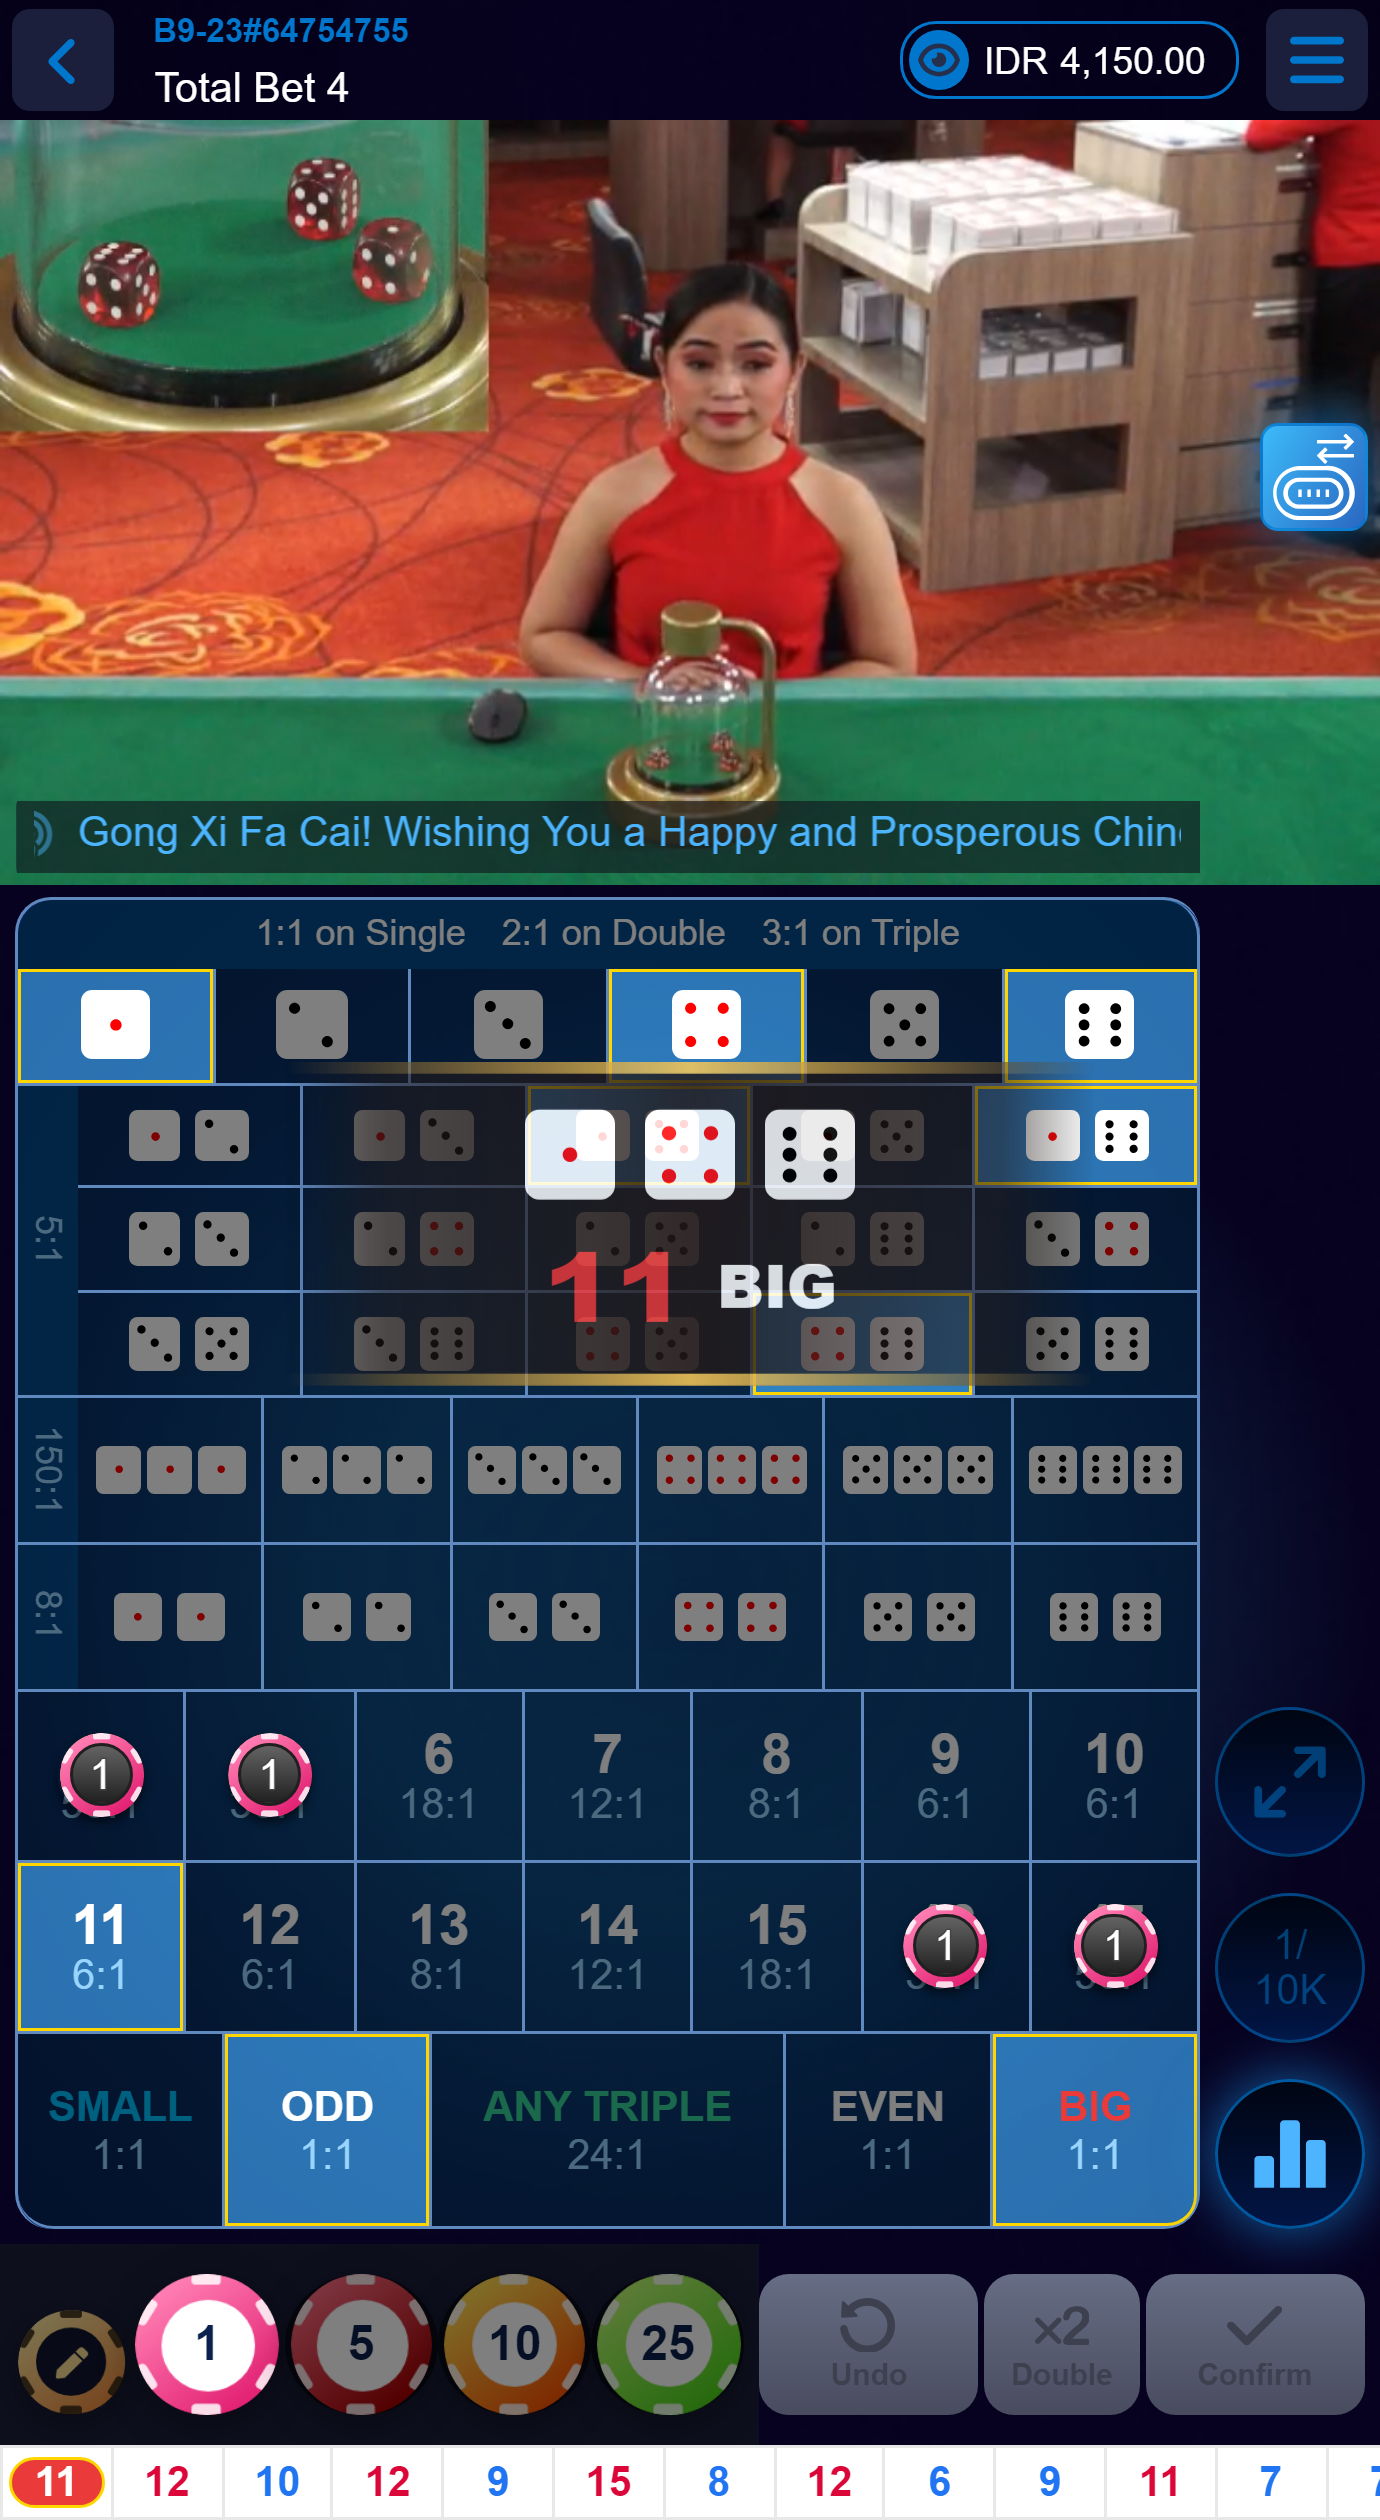 B9-23#64754755
Total Bet 4
IDR 4,150.00
Gong Xi Fa Cai! Wishing You a Happy and Prosperous
1:1 on Single 2:1 on Double 3:1 on Triple
5:1
11 BIG
150:1
8:1
1 1 6 7 8 9 10
18:1 12:1 8:1 6:1 6:1
11 12 13 14 15 1 1
6:1 6:1 8:1 12:1 18:1
1/
10K
SMALL ODD ANY TRIPLE EVEN BIG
1:1 1:1 24:1 1:1 1:1
1 5 10 25 x2
Undo Double Confirm
11 12 10 12 9 15 8 12 6 9 11 7